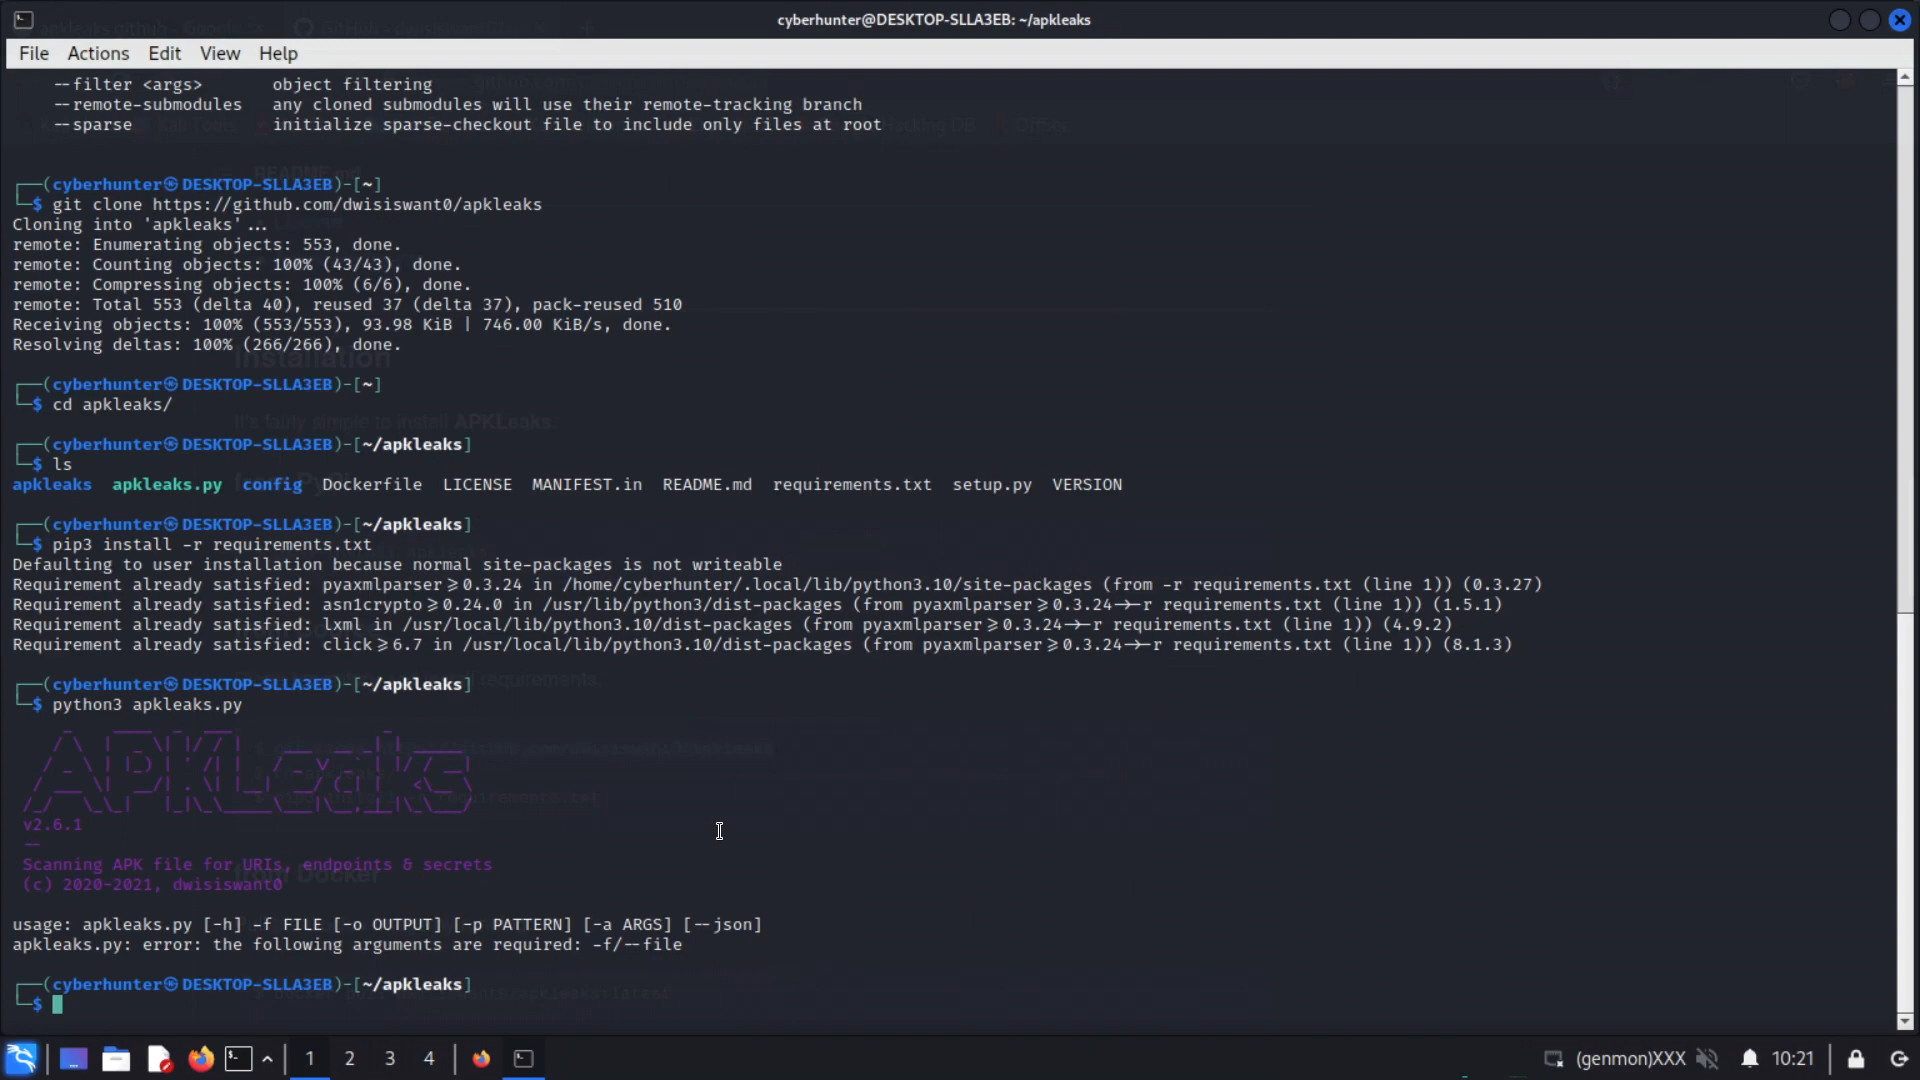 cyberhunter@DESKTOP-SLLA3EB: ~/apkleaks
File Actions Edit View Help
--filter <args> object filtering
--remote-submodules any cloned submodules will use their remote-tracking branch
--sparse initialize sparse-checkout file to include only files at root
┌──(cyberhunter㉿DESKTOP-SLLA3EB)-[~]
└─$ git clone https://github.com/dwisiswant0/apkleaks
Cloning into 'apkleaks'...
remote: Enumerating objects: 553, done.
remote: Counting objects: 100% (43/43), done.
remote: Compressing objects: 100% (6/6), done.
remote: Total 553 (delta 40), reused 37 (delta 37), pack-reused 510
Receiving objects: 100% (553/553), 93.98 KiB | 746.00 KiB/s, done.
Resolving deltas: 100% (266/266), done.
Installation
┌──(cyberhunter㉿DESKTOP-SLLA3EB)-[~]
└─$ cd apkleaks/
┌──(cyberhunter㉿DESKTOP-SLLA3EB)-[~/apkleaks]
└─$ ls
apkleaks apkleaks.py config Dockerfile LICENSE MANIFEST.in README.md requirements.txt setup.py VERSION
┌──(cyberhunter㉿DESKTOP-SLLA3EB)-[~/apkleaks]
└─$ pip3 install -r requirements.txt
Defaulting to user installation because normal site-packages is not writeable
Requirement already satisfied: pyaxmlparser>=0.3.24 in /home/cyberhunter/.local/lib/python3.10/site-packages (from -r requirements.txt (line 1)) (0.3.27)
Requirement already satisfied: asn1crypto>=0.24.0 in /usr/lib/python3/dist-packages (from pyaxmlparser>=0.3.24->-r requirements.txt (line 1)) (1.5.1)
Requirement already satisfied: lxml in /usr/local/lib/python3.10/dist-packages (from pyaxmlparser>=0.3.24->-r requirements.txt (line 1)) (4.9.2)
Requirement already satisfied: click>=6.7 in /usr/local/lib/python3.10/dist-packages (from pyaxmlparser>=0.3.24->-r requirements.txt (line 1)) (8.1.3)
┌──(cyberhunter㉿DESKTOP-SLLA3EB)-[~/apkleaks]
└─$ python3 apkleaks.py
APKLeaks
v2.6.1
--
Scanning APK file for URIs, endpoints & secrets
(c) 2020-2021, dwisiswant0
usage: apkleaks.py [-h] -f FILE [-o OUTPUT] [-p PATTERN] [-a ARGS] [--json]
apkleaks.py: error: the following arguments are required: -f/--file
┌──(cyberhunter㉿DESKTOP-SLLA3EB)-[~/apkleaks]
└─$
1 2 3 4 (genmon)XXX 10:21